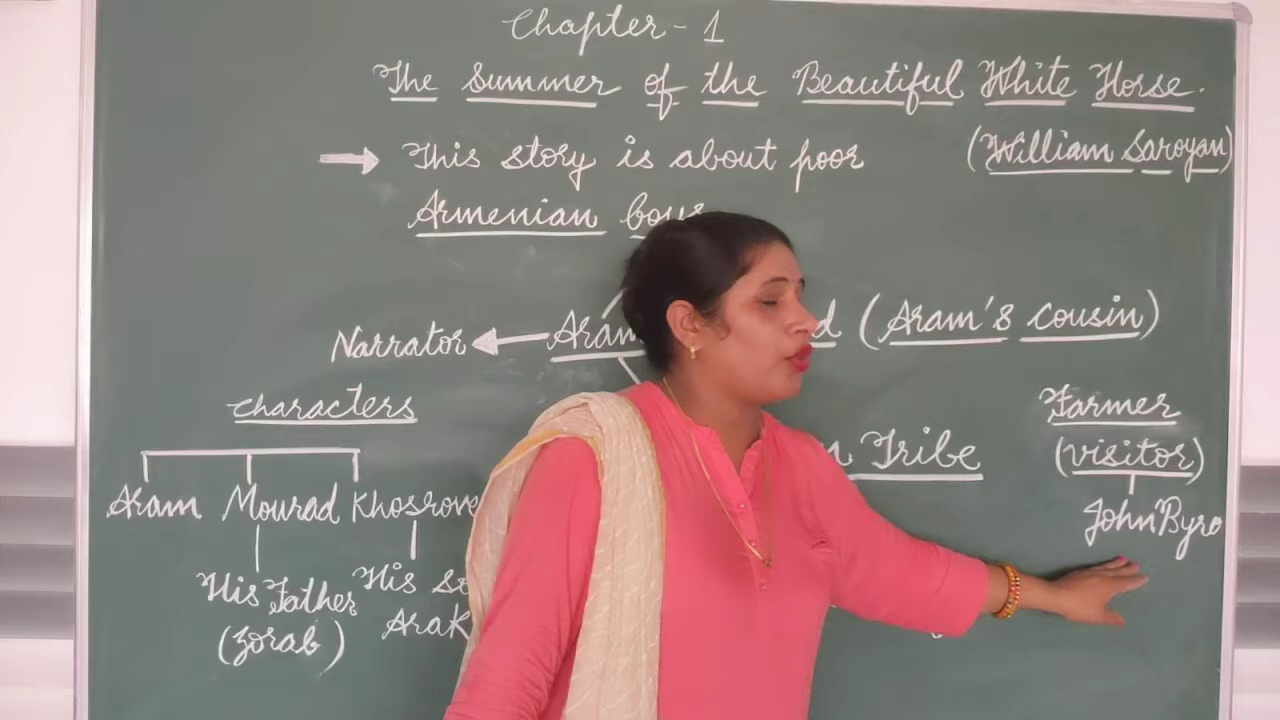 Chapter - 1
The Summer of the Beautiful White Horse.
(William Saroyan)
→ This story is about poor
Armenian boys
Narrator ← Aram
(Aram's cousin)
Characters
Tribe
Farmer
(visitor)
John Byro
Aram Mourad Khosrove
His Father
(Zorab)
His
Arak